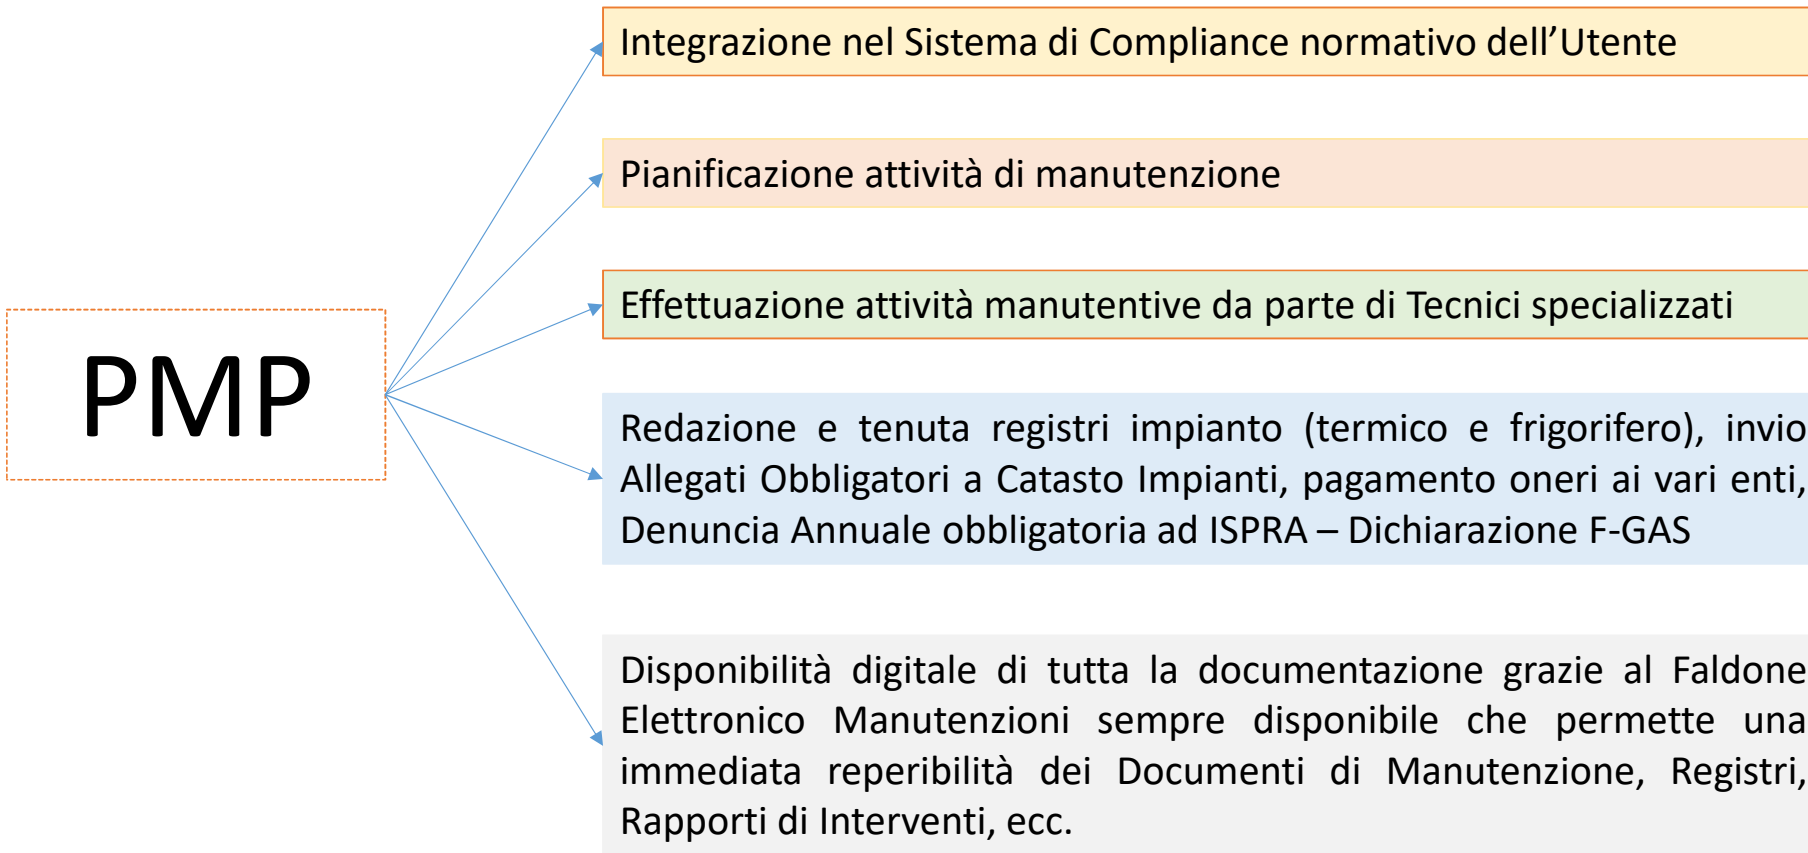 PMP
Integrazione nel Sistema di Compliance normativo dell’Utente
Pianificazione attività di manutenzione
Effettuazione attività manutentive da parte di Tecnici specializzati
Redazione e tenuta registri impianto (termico e frigorifero), invio
Allegati Obbligatori a Catasto Impianti, pagamento oneri ai vari enti,
Denuncia Annuale obbligatoria ad ISPRA – Dichiarazione F-GAS
Disponibilità digitale di tutta la documentazione grazie al Faldone
Elettronico Manutenzioni sempre disponibile che permette una
immediata reperibilità dei Documenti di Manutenzione, Registri,
Rapporti di Interventi, ecc.